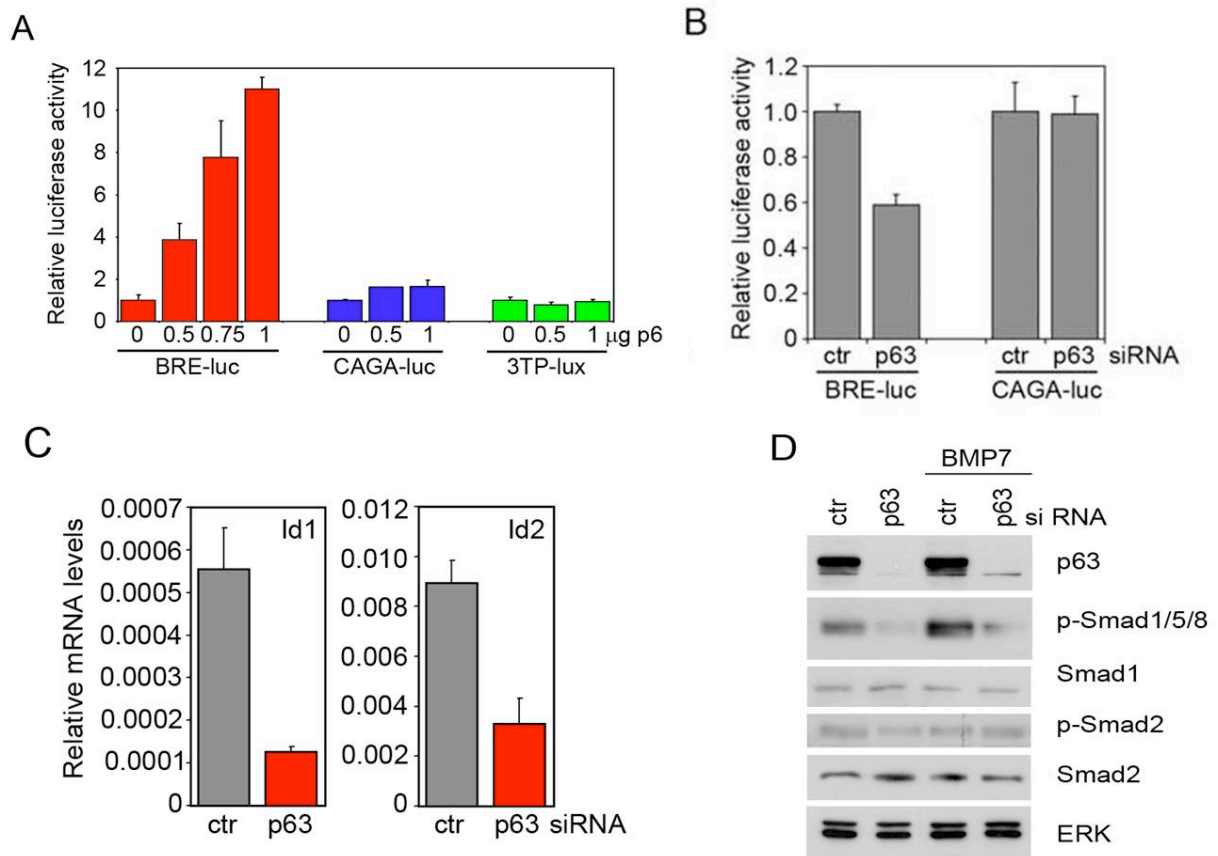 A
Relative luciferase activity
12
10
8
6
4
2
0
0 0.5 0.75 1 0 0.5 1 0 0.5 1 μg p6
BRE-luc CAGA-luc 3TP-lux
B
Relative luciferase activity
1.2
1.0
0.8
0.6
0.4
0.2
0
ctr p63 ctr p63 siRNA
BRE-luc CAGA-luc
C
Relative mRNA levels
0.0007
0.0006
0.0005
0.0004
0.0003
0.0002
0.0001
0
Id1
ctr p63
0.012
0.010
0.008
0.006
0.004
0.002
0
Id2
ctr p63 siRNA
D
BMP7
ctr p63 ctr p63 si RNA
p63
p-Smad1/5/8
Smad1
p-Smad2
Smad2
ERK